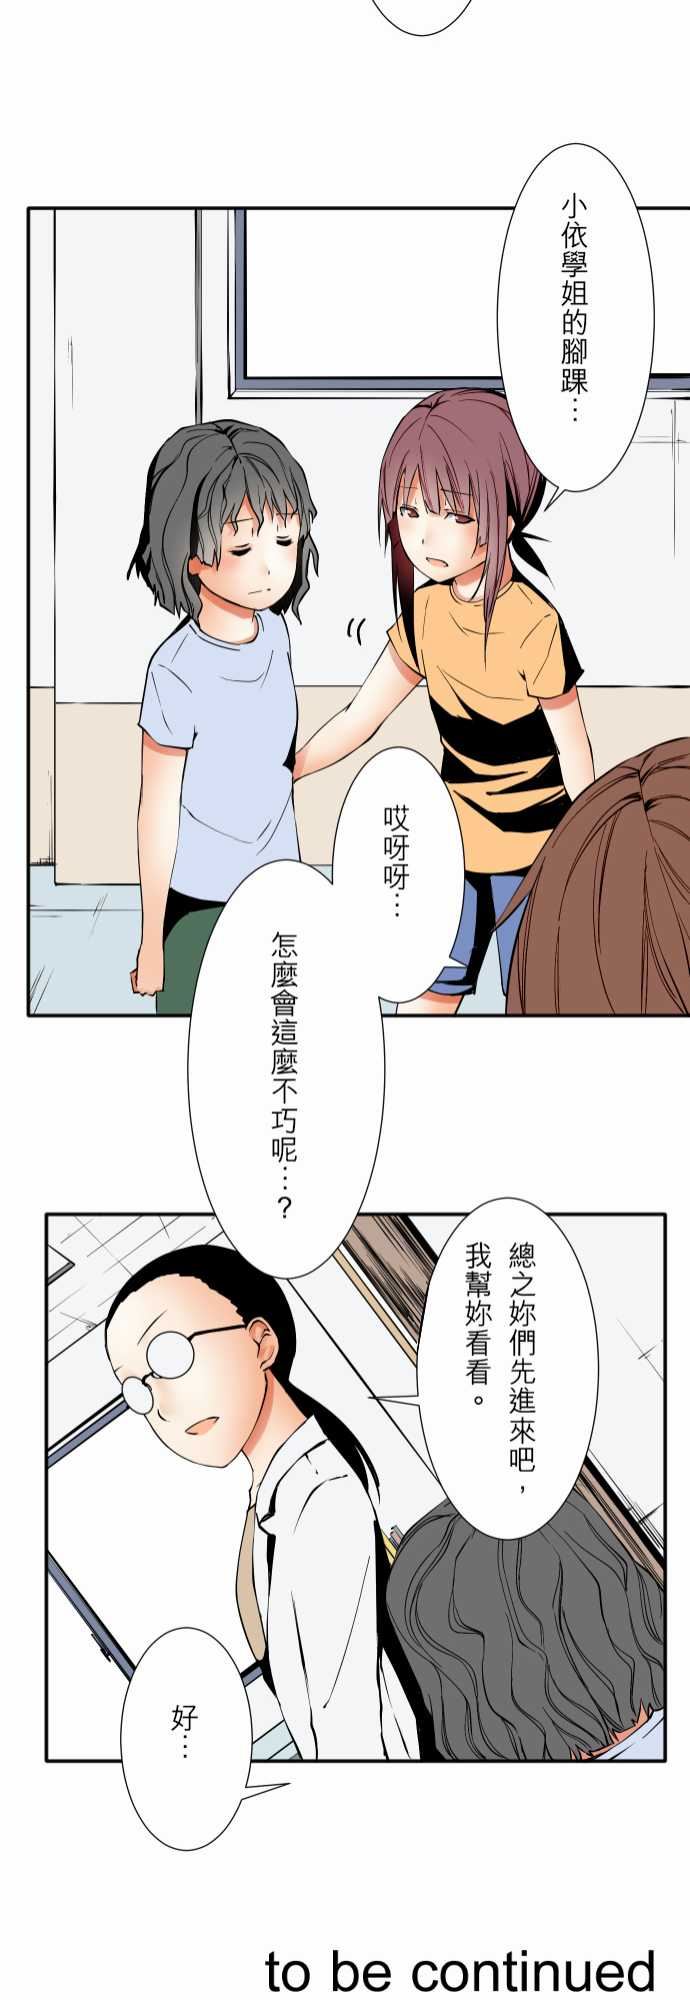 小依學姐的腳踝…
哎呀呀…
怎麼會這麼不巧呢…？
總之妳們先進來吧，
我幫妳看看。
好…
to be continued